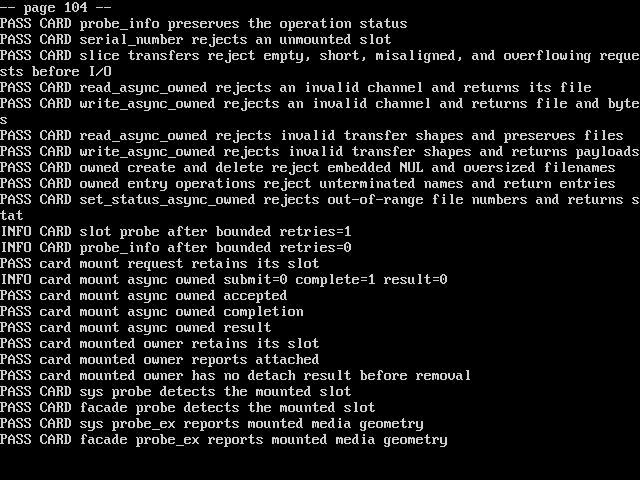 -- page 104 --
PASS CARD probe_info preserves the operation status
PASS CARD serial_number rejects an unmounted slot
PASS CARD slice transfers reject empty, short, misaligned, and overflowing reque
sts before I/O
PASS CARD read_async_owned rejects an invalid channel and returns its file
PASS CARD write_async_owned rejects an invalid channel and returns file and byte
s
PASS CARD read_async_owned rejects invalid transfer shapes and preserves files
PASS CARD write_async_owned rejects invalid transfer shapes and returns payloads
PASS CARD owned create and delete reject embedded NUL and oversized filenames
PASS CARD owned entry operations reject unterminated names and return entries
PASS CARD set_status_async_owned rejects out-of-range file numbers and returns s
tat
INFO CARD slot probe after bounded retries=1
INFO CARD probe_info after bounded retries=0
PASS card mount request retains its slot
INFO card mount async owned submit=0 complete=1 result=0
PASS card mount async owned accepted
PASS card mount async owned completion
PASS card mount async owned result
PASS card mounted owner retains its slot
PASS card mounted owner reports attached
PASS card mounted owner has no detach result before removal
PASS CARD sys probe detects the mounted slot
PASS CARD facade probe detects the mounted slot
PASS CARD sys probe_ex reports mounted media geometry
PASS CARD facade probe_ex reports mounted media geometry